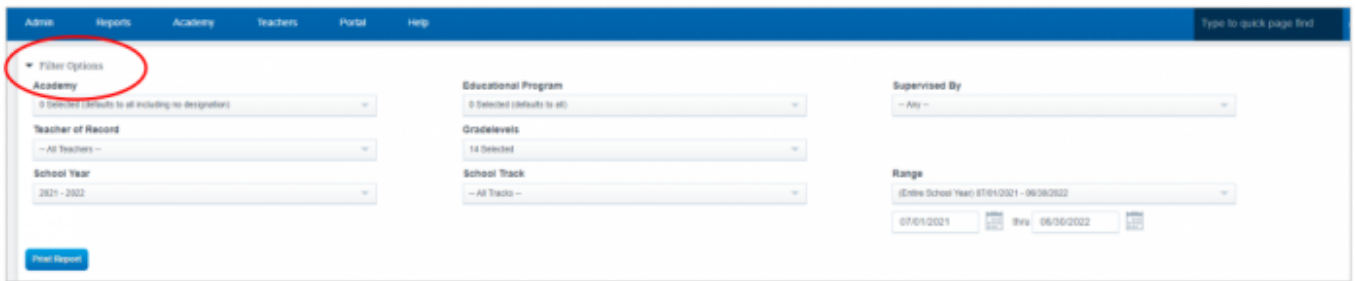 Admin Reports Academy Teachers Portal Help Type to quick page find
Filter Options
Academy Educational Program Supervised By
0 Selected (defaults to all including no designation) 0 Selected (defaults to all) -- Any --
Teacher of Record Gradelevels
-- All Teachers -- 14 Selected
School Year School Track Range
2021 - 2022 -- All Tracks -- (Entire School Year) 07/01/2021 - 06/30/2022
07/01/2021 thru 06/30/2022
Print Report